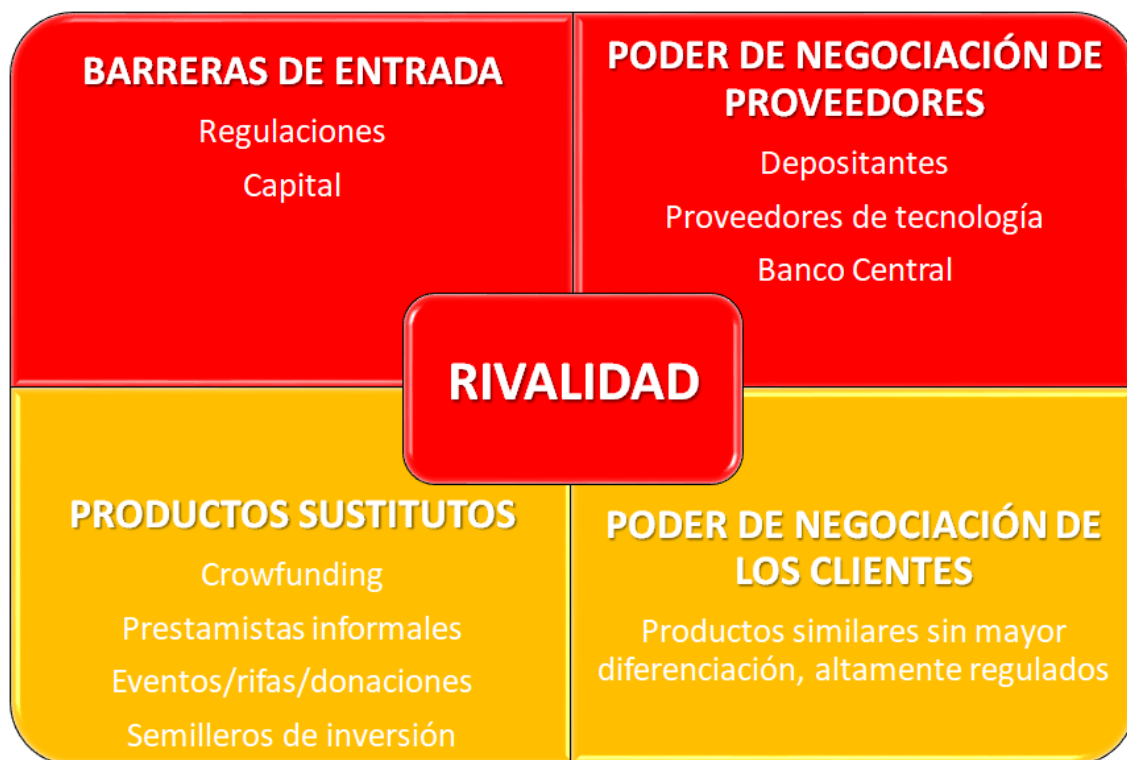 BARRERAS DE ENTRADA
Regulaciones
Capital
PODER DE NEGOCIACIÓN DE
PROVEEDORES
Depositantes
Proveedores de tecnología
Banco Central
RIVALIDAD
PRODUCTOS SUSTITUTOS
Crowfunding
Prestamistas informales
Eventos/rifas/donaciones
Semilleros de inversión
PODER DE NEGOCIACIÓN DE
LOS CLIENTES
Productos similares sin mayor
diferenciación, altamente regulados